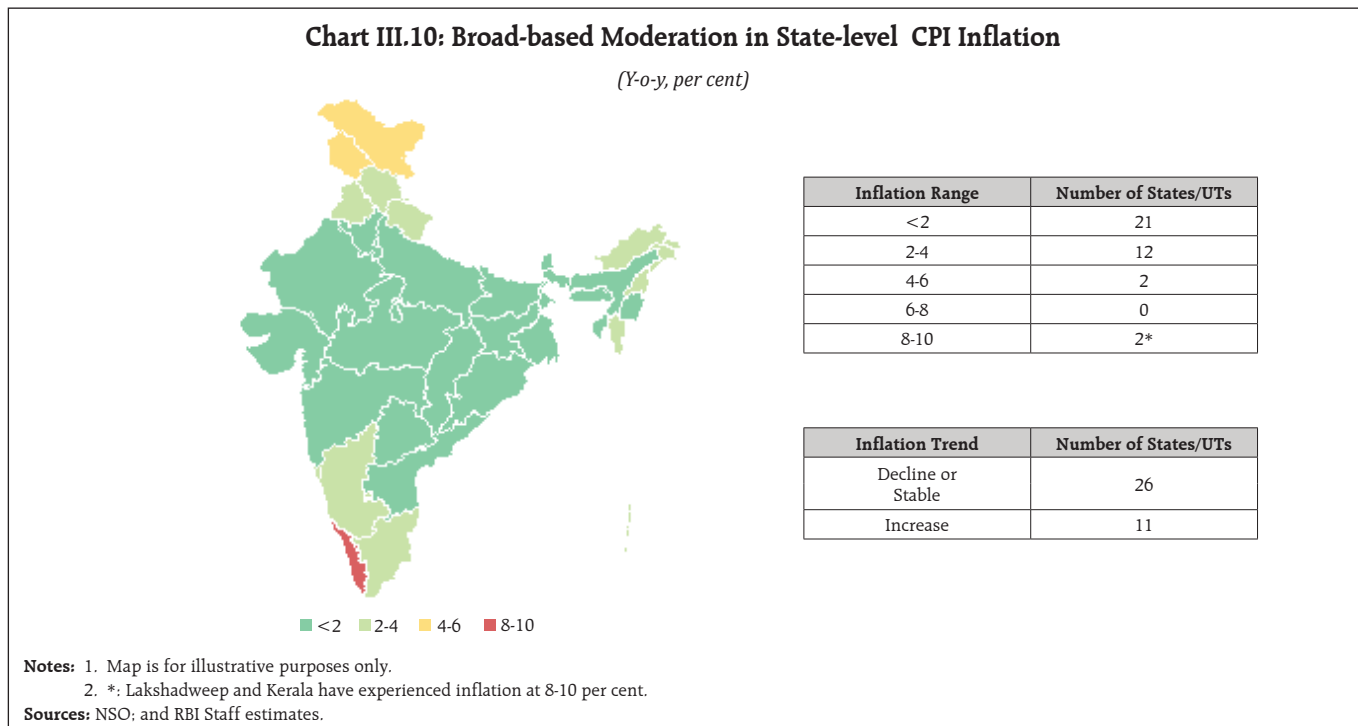 Chart III.10: Broad-based Moderation in State-level CPI Inflation
(Y-o-y, per cent)
Inflation Range Number of States/UTs
<2 21
2-4 12
4-6 2
6-8 0
8-10 2*
Inflation Trend Number of States/UTs
Decline or
Stable 26
Increase 11
<2 2-4 4-6 8-10
Notes: 1. Map is for illustrative purposes only.
2. *: Lakshadweep and Kerala have experienced inflation at 8-10 per cent.
Sources: NSO; and RBI Staff estimates.